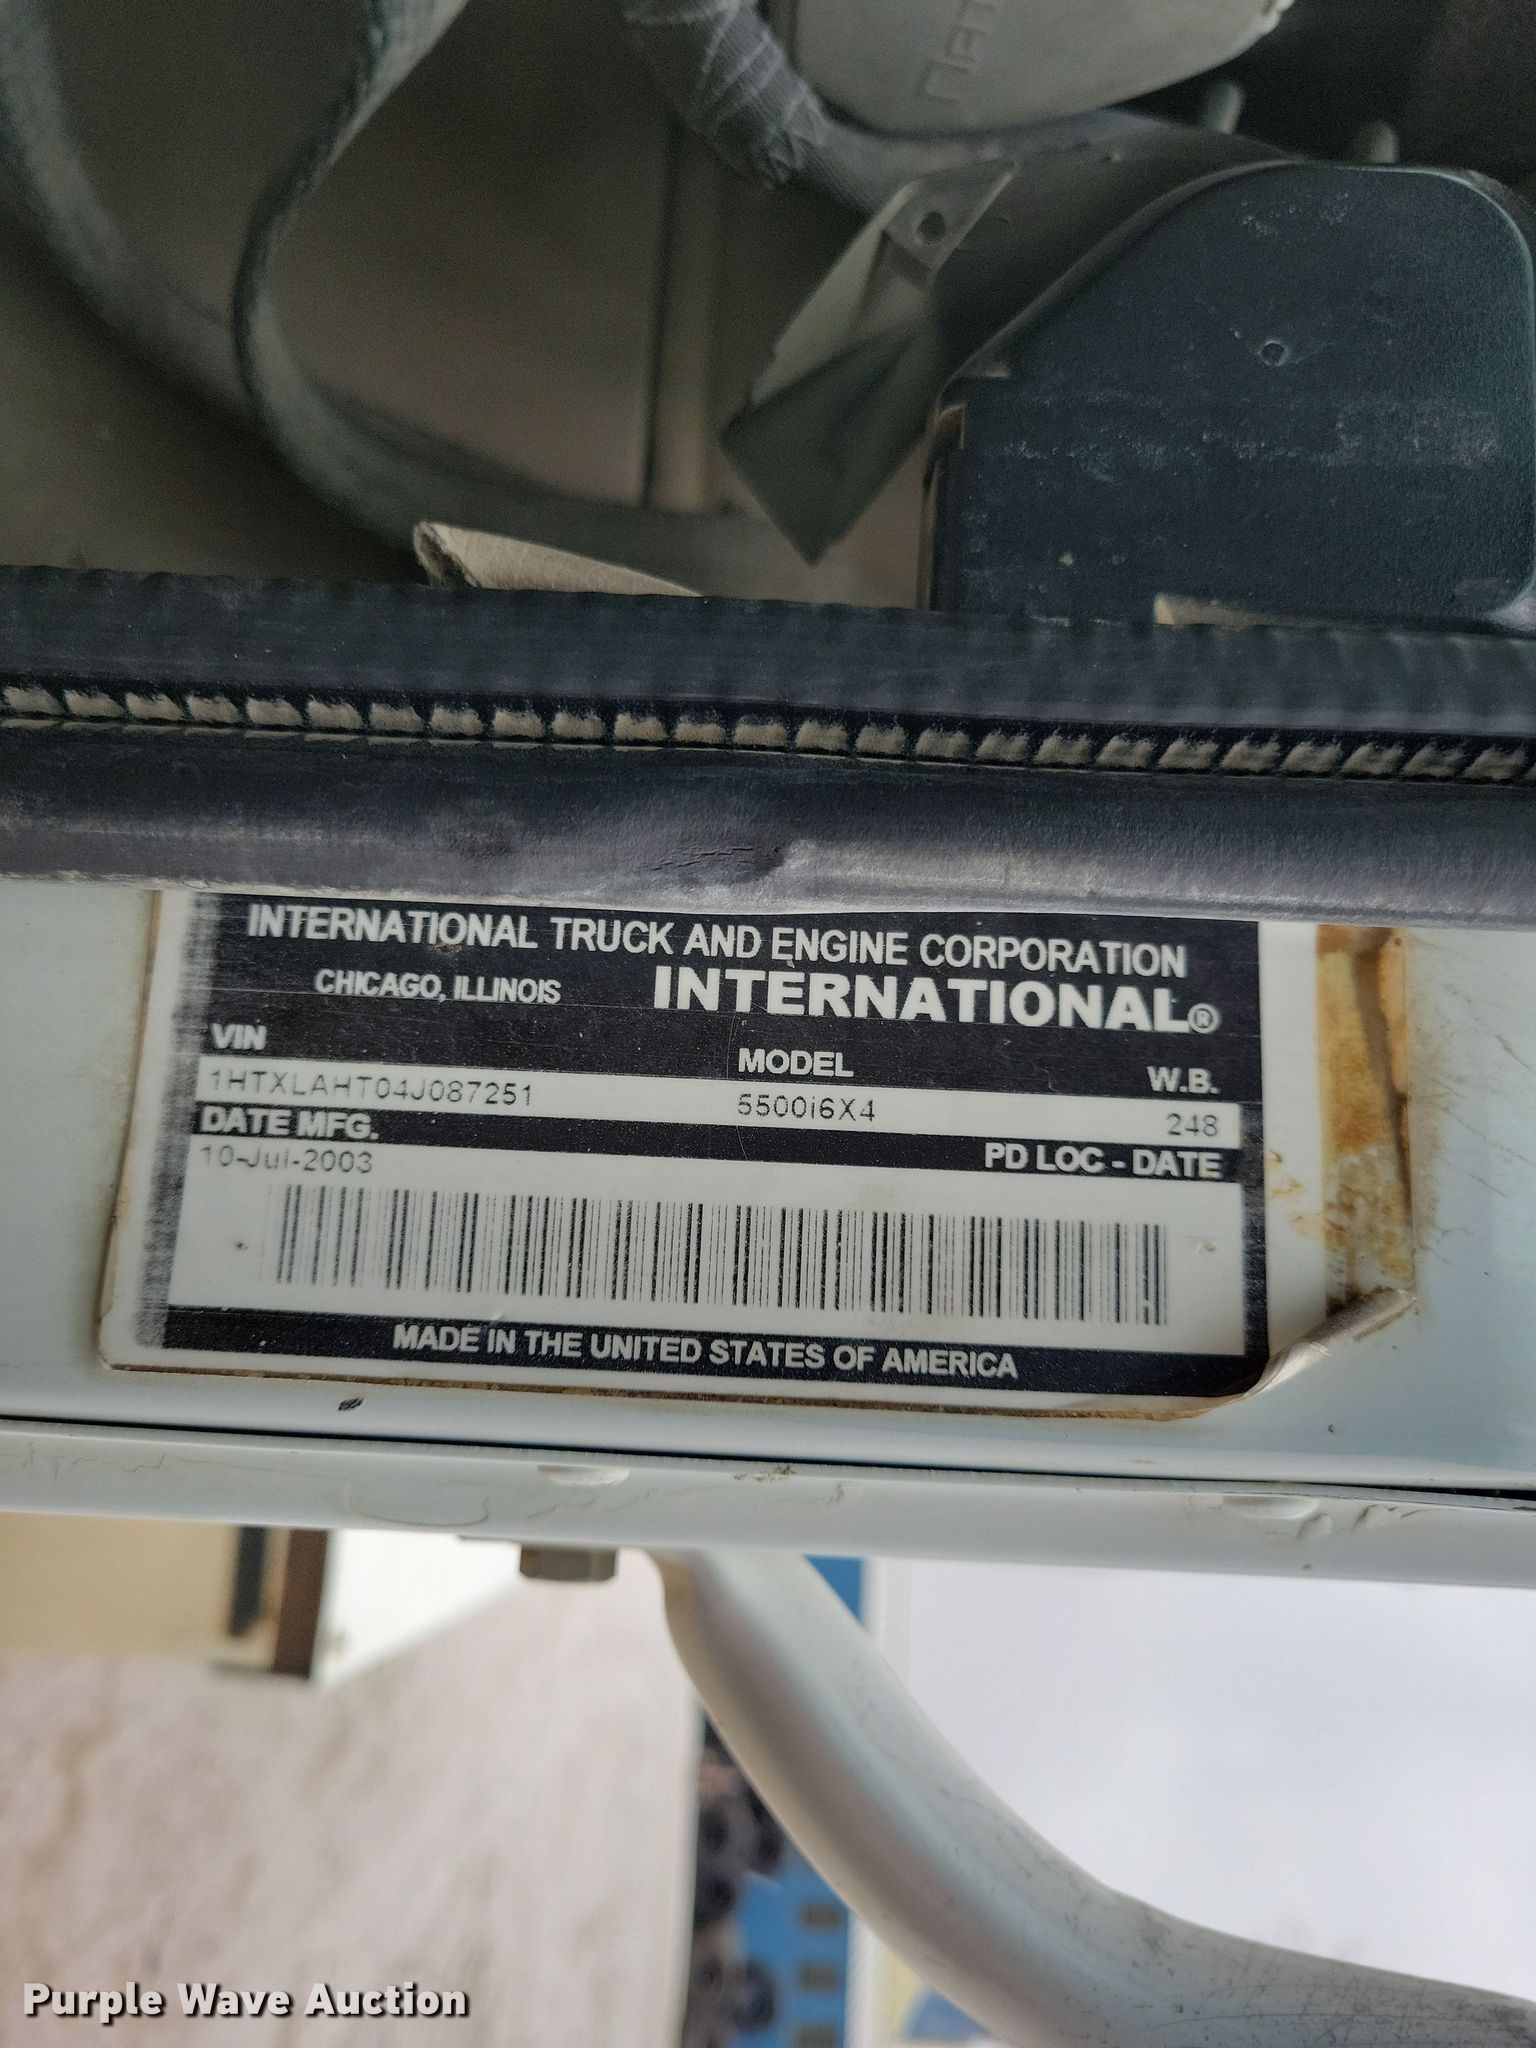 INTERNATIONAL TRUCK AND ENGINE CORPORATION
CHICAGO, ILLINOIS INTERNATIONAL®
VIN MODEL W.B.
1HTXLAHT04J087251 5500i6X4 248
DATE MFG. PD LOC - DATE
10-Jul-2003
MADE IN THE UNITED STATES OF AMERICA
Purple Wave Auction